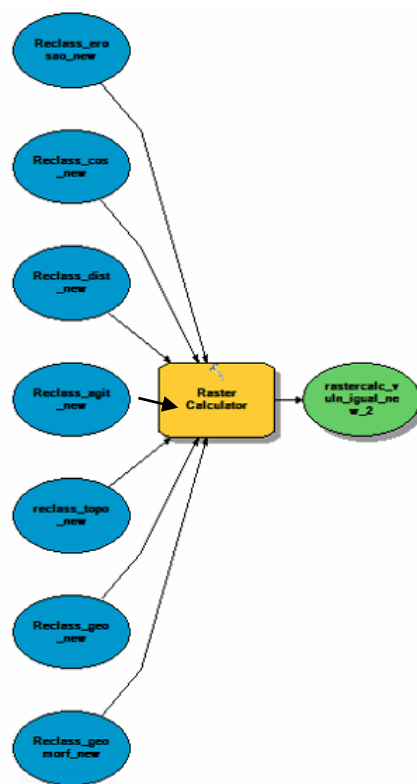 Reclass_ero
sao_new
Reclass_cos
_new
Reclass_dist
_new
Reclass_agit
_new
Raster
Calculator
rastercalc_v
uln_igual_ne
w_2
reclass_topo
_new
Reclass_geo
_new
Reclass_geo
morf_new